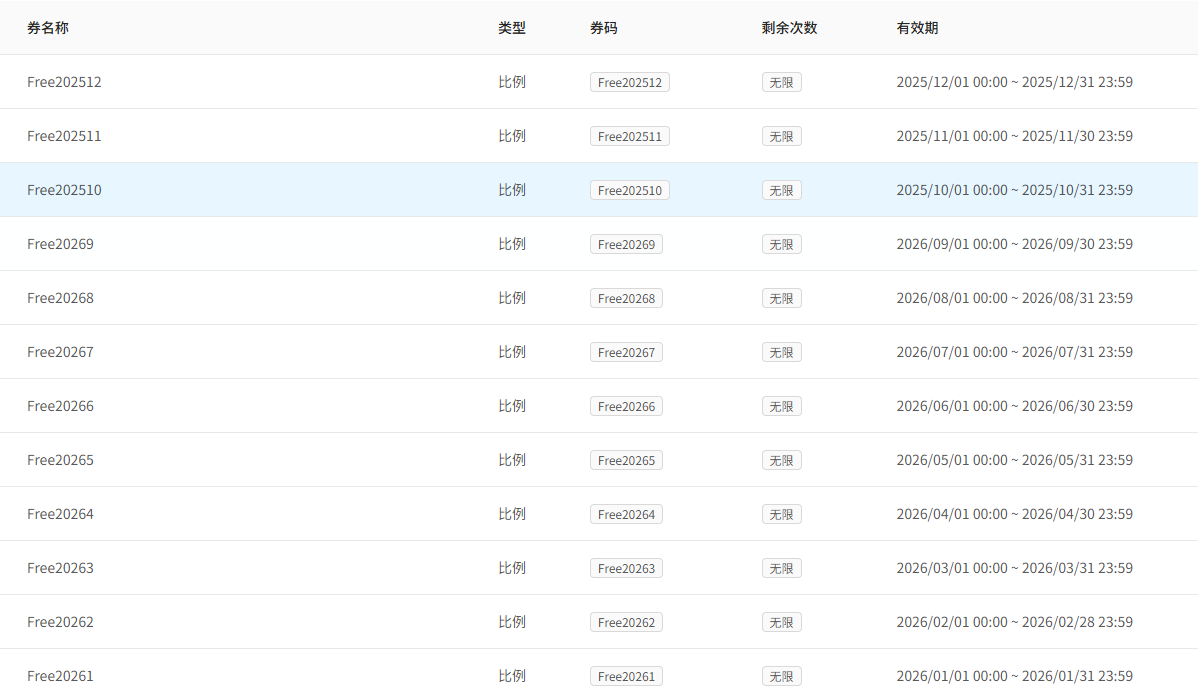 券名称 类型 券码 剩余次数 有效期
Free202512 比例 Free202512 无限 2025/12/01 00:00 ~ 2025/12/31 23:59
Free202511 比例 Free202511 无限 2025/11/01 00:00 ~ 2025/11/30 23:59
Free202510 比例 Free202510 无限 2025/10/01 00:00 ~ 2025/10/31 23:59
Free20269 比例 Free20269 无限 2026/09/01 00:00 ~ 2026/09/30 23:59
Free20268 比例 Free20268 无限 2026/08/01 00:00 ~ 2026/08/31 23:59
Free20267 比例 Free20267 无限 2026/07/01 00:00 ~ 2026/07/31 23:59
Free20266 比例 Free20266 无限 2026/06/01 00:00 ~ 2026/06/30 23:59
Free20265 比例 Free20265 无限 2026/05/01 00:00 ~ 2026/05/31 23:59
Free20264 比例 Free20264 无限 2026/04/01 00:00 ~ 2026/04/30 23:59
Free20263 比例 Free20263 无限 2026/03/01 00:00 ~ 2026/03/31 23:59
Free20262 比例 Free20262 无限 2026/02/01 00:00 ~ 2026/02/28 23:59
Free20261 比例 Free20261 无限 2026/01/01 00:00 ~ 2026/01/31 23:59